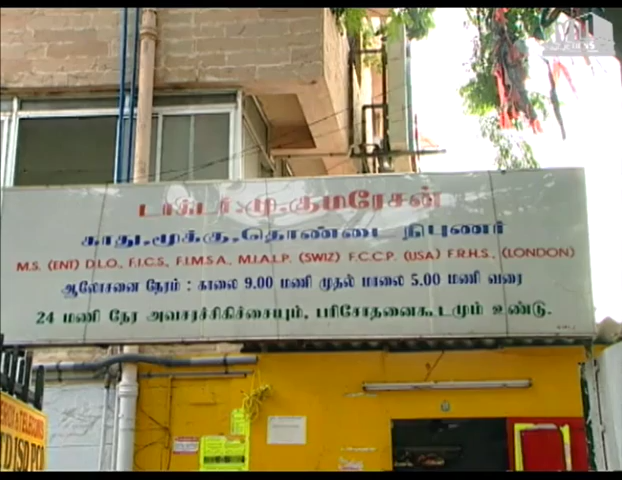 டாக்டர் மு.குமரேசன்
காது,மூக்கு,தொண்டை நிபுணர்
M.S. (ENT) D.L.O., F.I.C.S., F.I.M.S.A., M.I.A.L.P. (SWIZ) F.C.C.P. (USA) F.R.H.S., (LONDON)
ஆலோசனை நேரம் : காலை 9.00 மணி முதல் மாலை 5.00 மணி வரை
24 மணி நேர அவசரச்சிகிச்சையும், பரிசோதனைகூடமும் உண்டு.